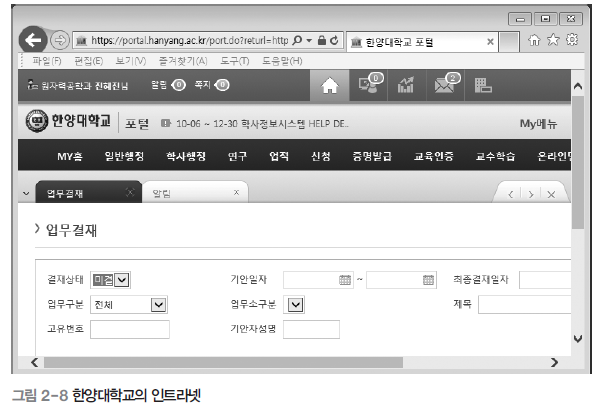 https://portal.hanyang.ac.kr/port.do?returl=http
한양대학교 포털
파일(F) 편집(E) 보기(V) 즐겨찾기(A) 도구(T) 도움말(H)
원자력공학과 진혜진님 알림 0 쪽지 0 0 2
한양대학교 포털 10-06 ~ 12-30 학사정보시스템 HELP DE.. My메뉴
MY홈 일반행정 학사행정 연구 업적 신청 증명발급 교육인증 교수학습 온라인
업무결재 알림
업무결재
결재상태 미결 기안일자 ~ 최종결재일자
업무구분 전체 업무소구분 제목
고유번호 기안자성명
그림 2-8 한양대학교의 인트라넷